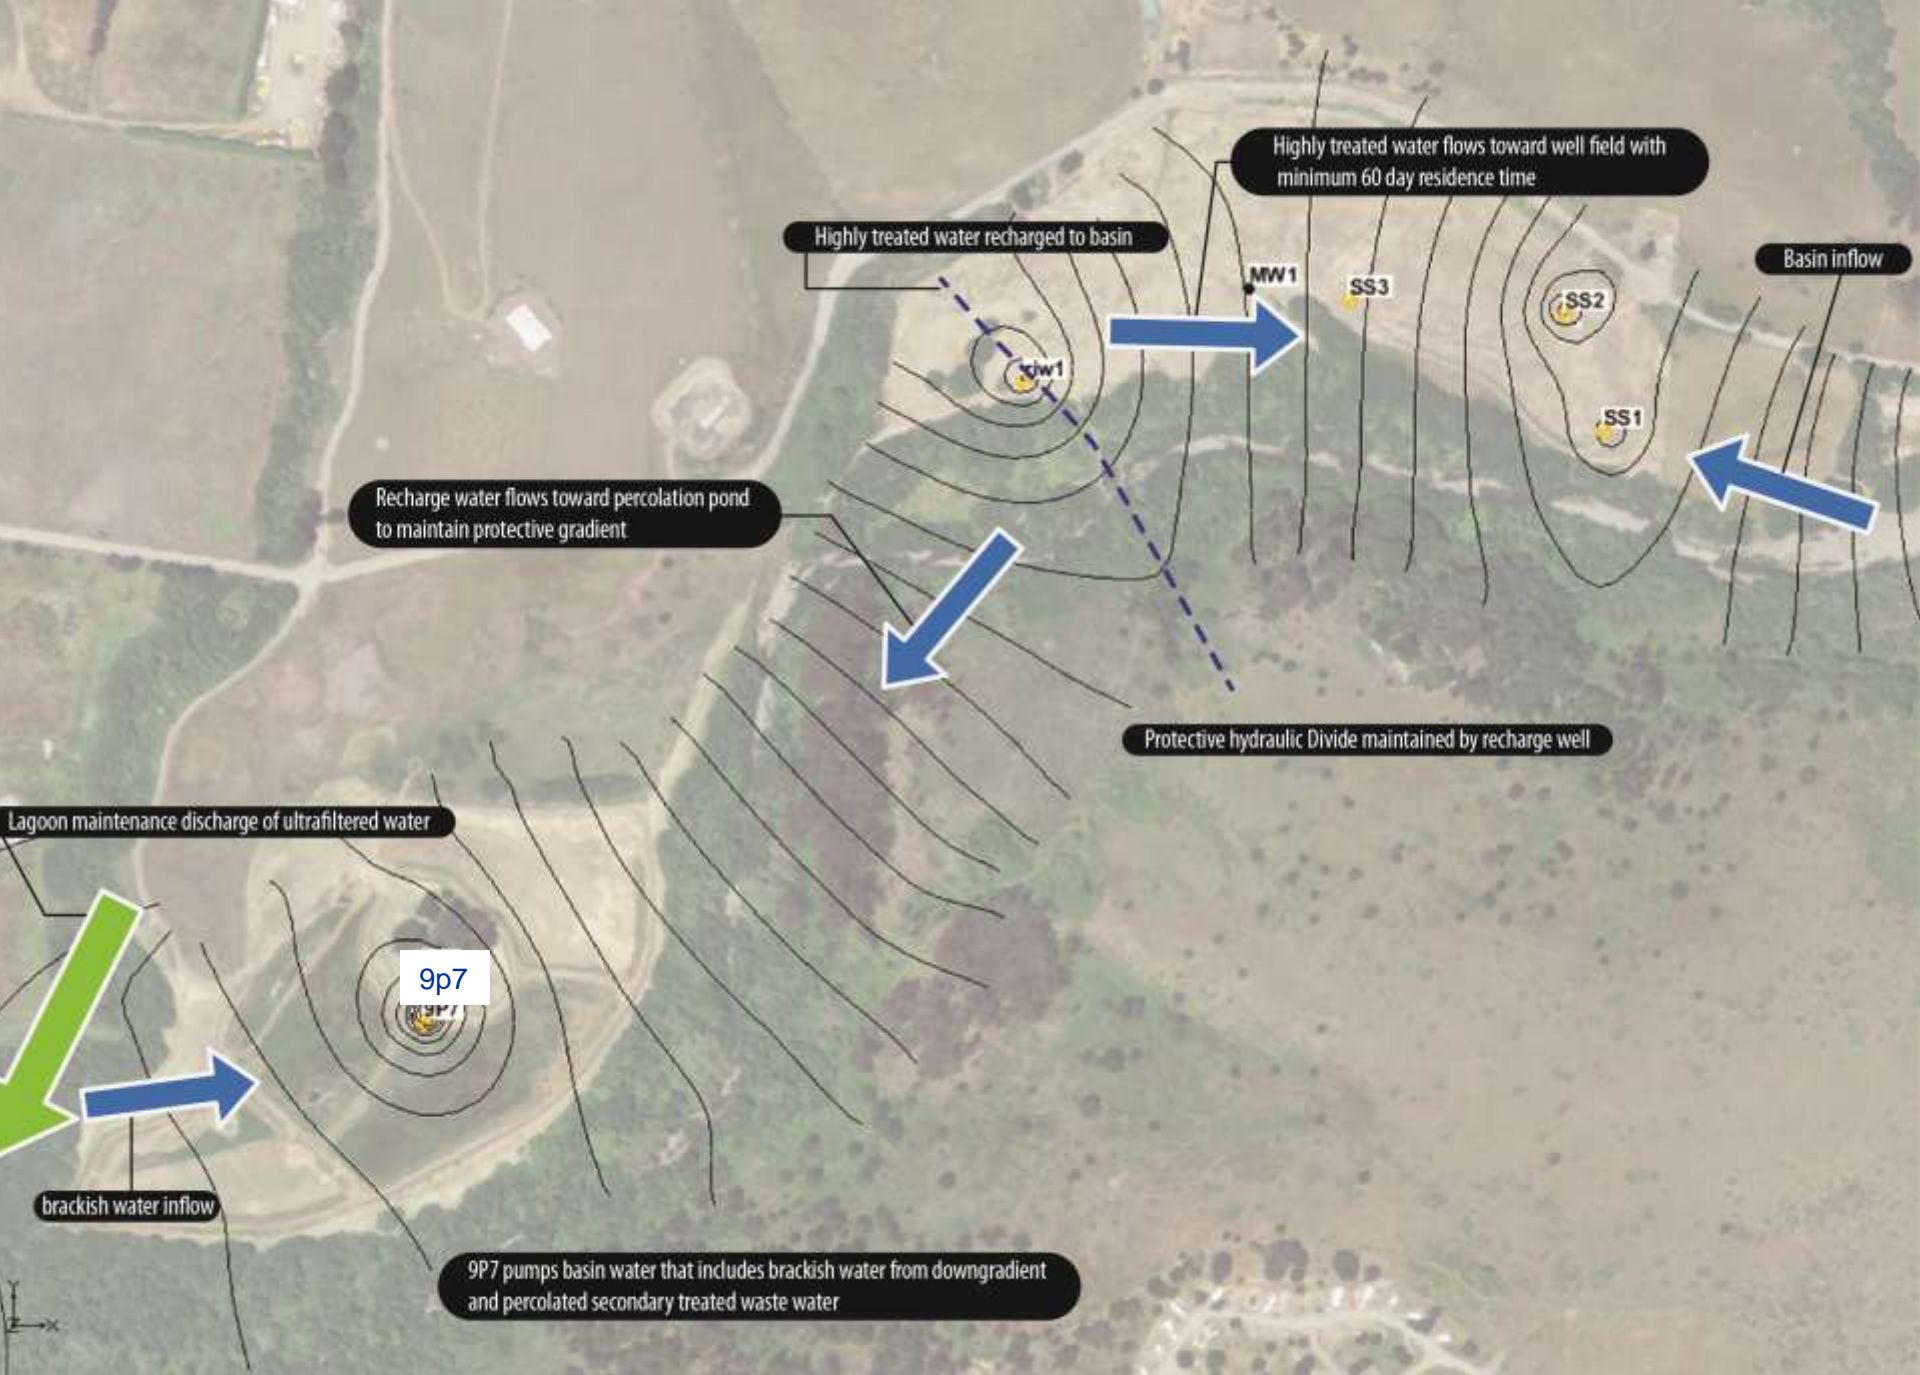 Highly treated water flows toward well field with
minimum 60 day residence time
Highly treated water recharged to basin
Basin inflow
MW1
SS3
SS2
riw1
SS1
Recharge water flows toward percolation pond
to maintain protective gradient
Protective hydraulic Divide maintained by recharge well
Lagoon maintenance discharge of ultrafiltered water
9p7
9P7
brackish water inflow
9P7 pumps basin water that includes brackish water from downgradient
and percolated secondary treated waste water
Y
Z X